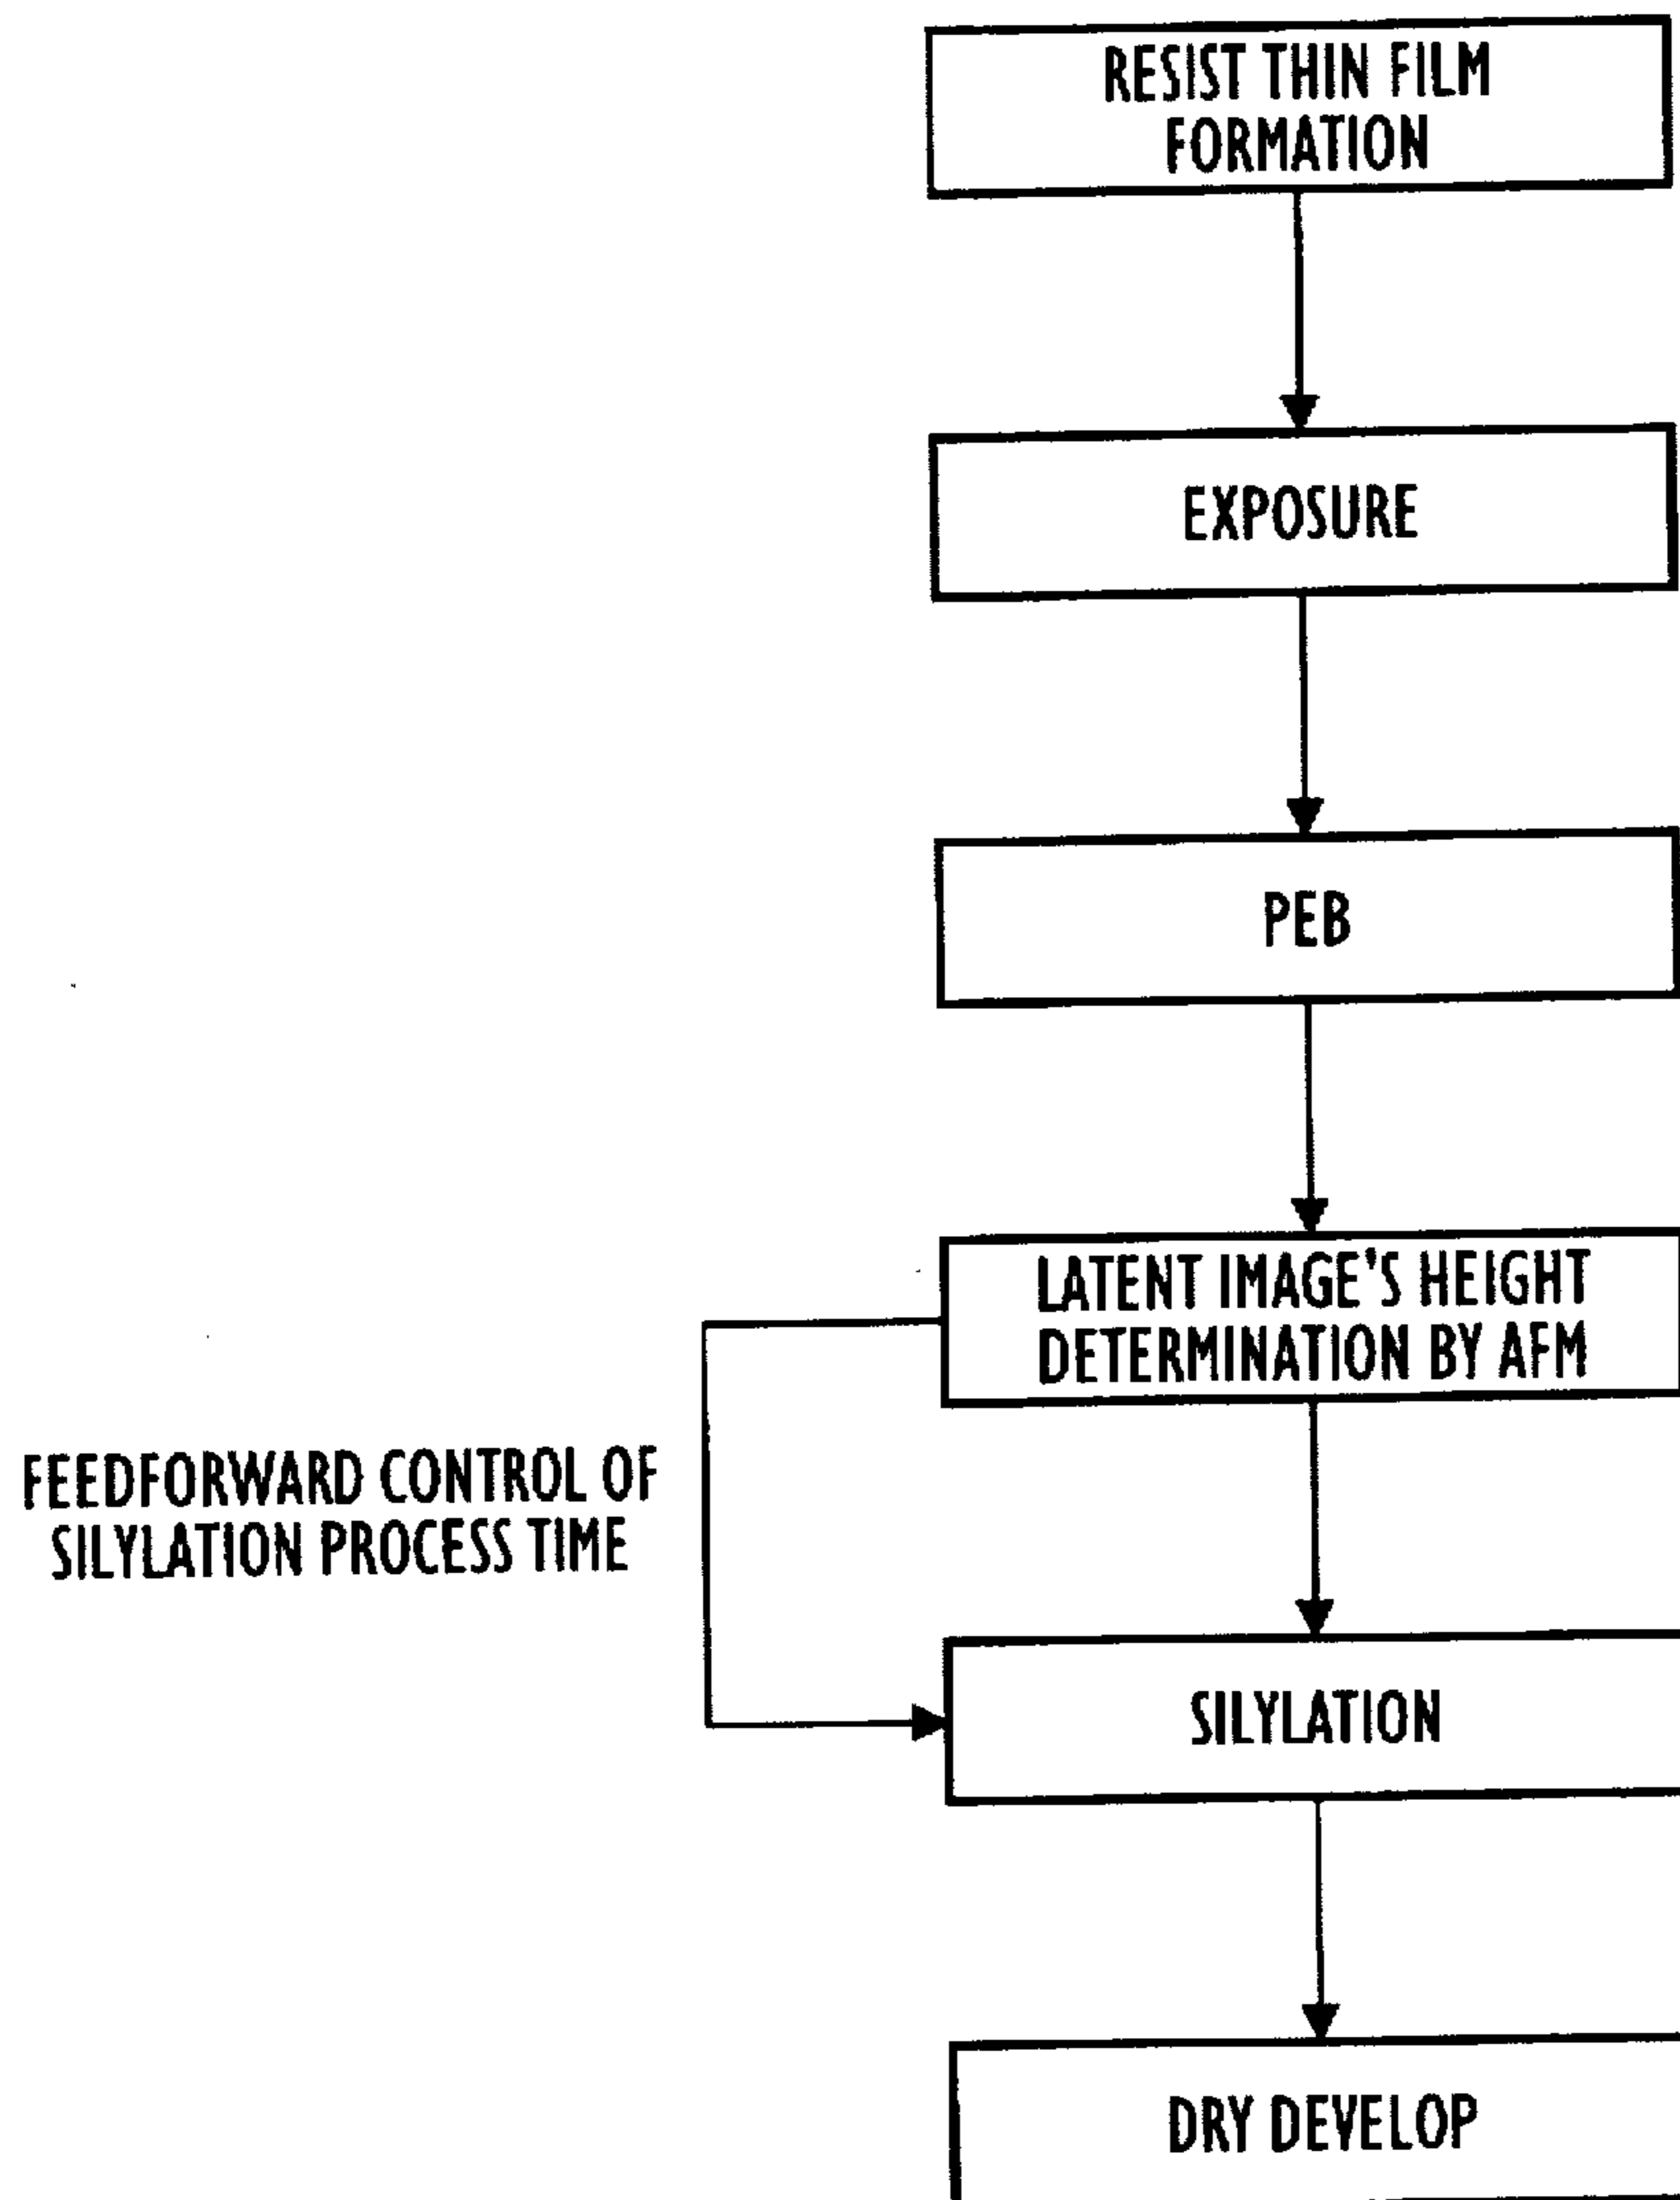 RESIST THIN FILM
FORMATION
EXPOSURE
PEB
LATENT IMAGE'S HEIGHT
DETERMINATION BY AFM
FEEDFORWARD CONTROL OF
SILYLATION PROCESS TIME
SILYLATION
DRY DEVELOP